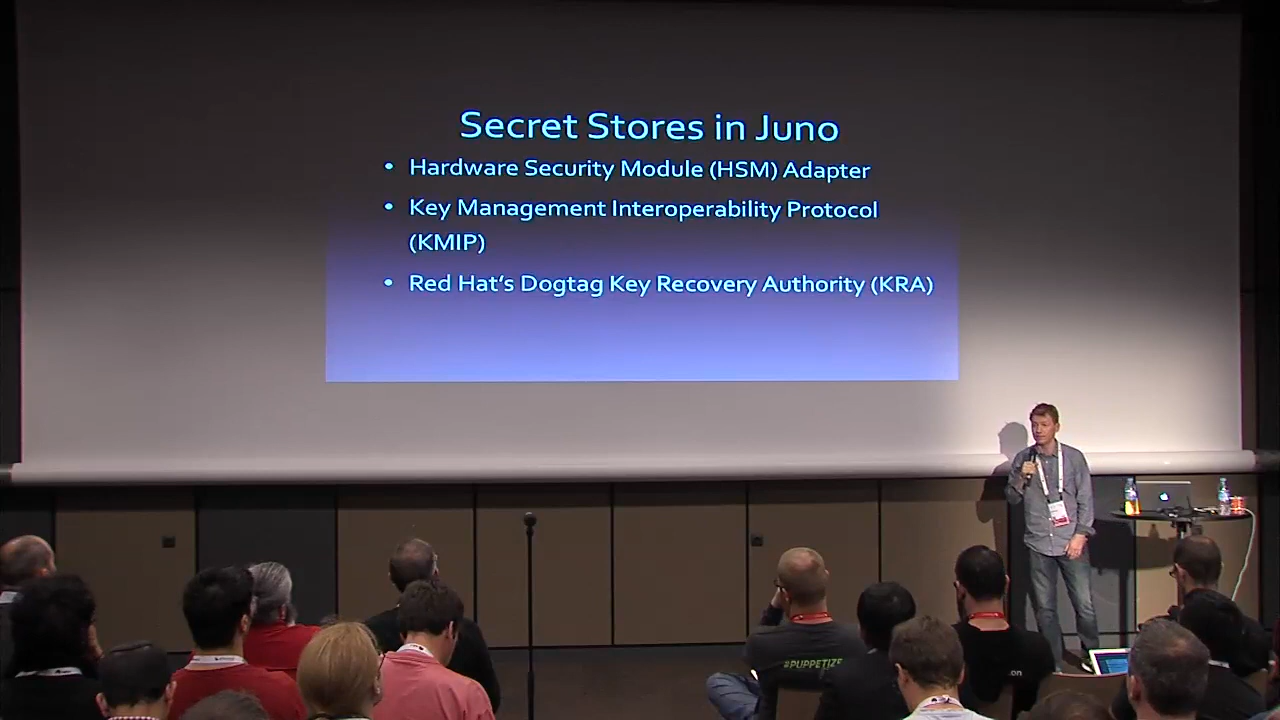 Secret Stores in Juno
• Hardware Security Module (HSM) Adapter
• Key Management Interoperability Protocol
(KMIP)
• Red Hat's Dogtag Key Recovery Authority (KRA)
#PUPPETIZE